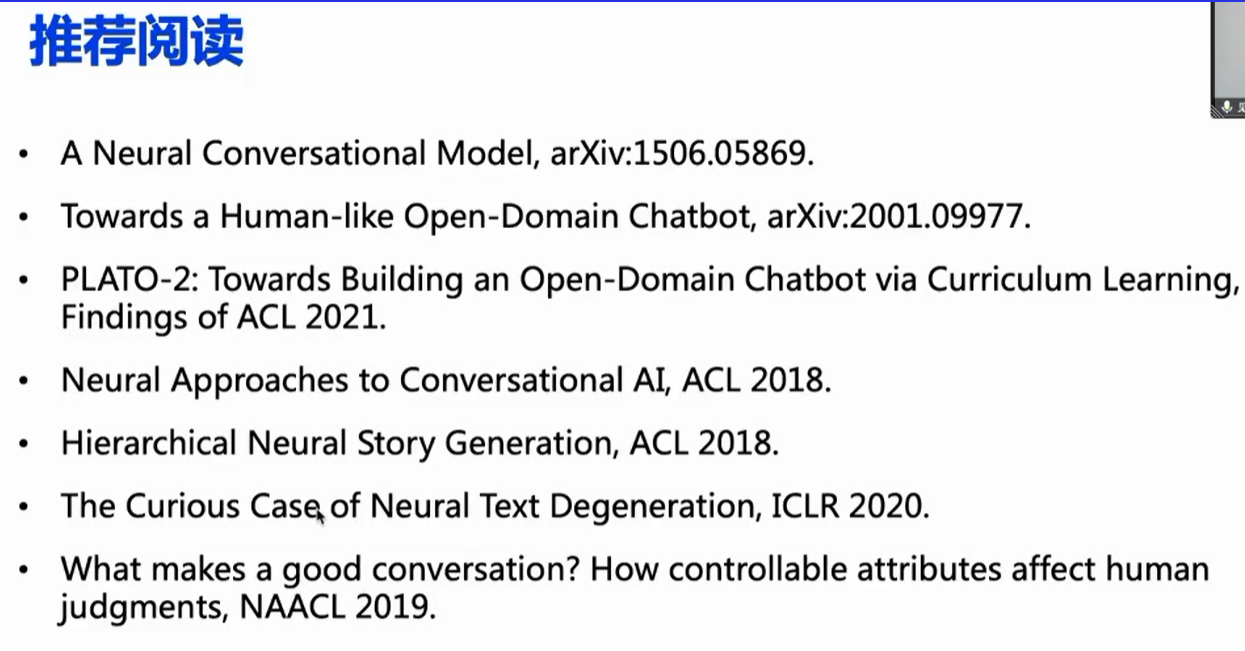 推荐阅读
• A Neural Conversational Model, arXiv:1506.05869.
• Towards a Human-like Open-Domain Chatbot, arXiv:2001.09977.
• PLATO-2: Towards Building an Open-Domain Chatbot via Curriculum Learning,
Findings of ACL 2021.
• Neural Approaches to Conversational AI, ACL 2018.
• Hierarchical Neural Story Generation, ACL 2018.
• The Curious Case of Neural Text Degeneration, ICLR 2020.
• What makes a good conversation? How controllable attributes affect human
judgments, NAACL 2019.